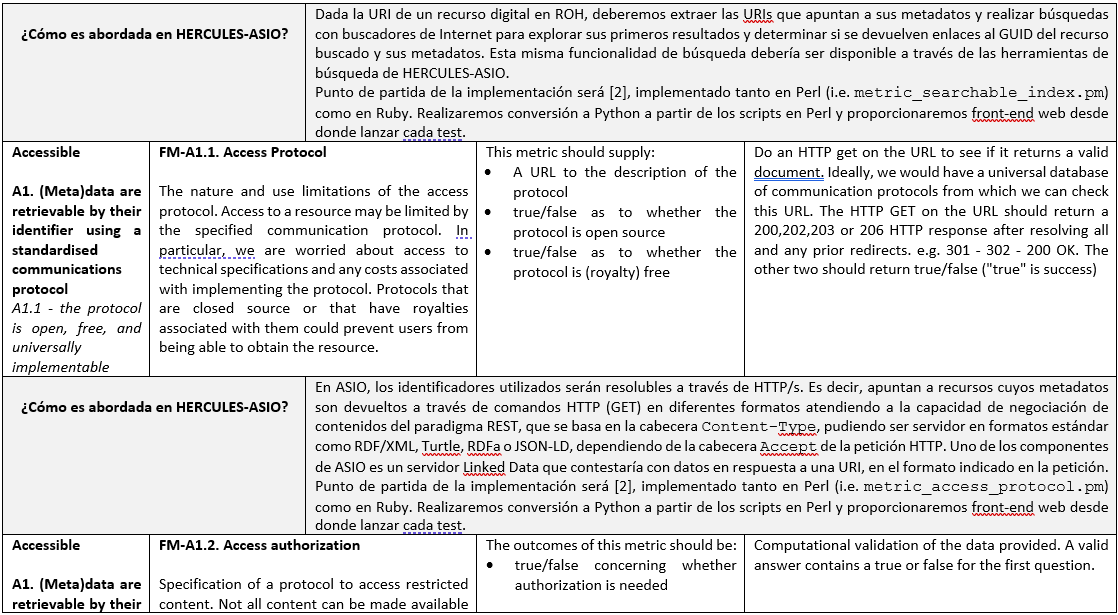 ¿Cómo es abordada en HERCULES-ASIO?
Dada la URI de un recurso digital en ROH, deberemos extraer las URIs que apuntan a sus metadatos y realizar búsquedas
con buscadores de Internet para explorar sus primeros resultados y determinar si se devuelven enlaces al GUID del recurso
buscado y sus metadatos. Esta misma funcionalidad de búsqueda debería ser disponible a través de las herramientas de
búsqueda de HERCULES-ASIO.
Punto de partida de la implementación será [2], implementado tanto en Perl (i.e. metric_searchable_index.pm)
como en Ruby. Realizaremos conversión a Python a partir de los scripts en Perl y proporcionaremos front-end web desde
donde lanzar cada test.
Accessible
A1. (Meta)data are
retrievable by their
identifier using a
standardised
communications
protocol
A1.1 - the protocol
is open, free, and
universally
implementable
FM-A1.1. Access Protocol
The nature and use limitations of the access
protocol. Access to a resource may be limited by
the specified communication protocol. In
particular, we are worried about access to
technical specifications and any costs associated
with implementing the protocol. Protocols that
are closed source or that have royalties
associated with them could prevent users from
being able to obtain the resource.
This metric should supply:
• A URL to the description of the
protocol
• true/false as to whether the
protocol is open source
• true/false as to whether the
protocol is (royalty) free
Do an HTTP get on the URL to see if it returns a valid
document. Ideally, we would have a universal database
of communication protocols from which we can check
this URL. The HTTP GET on the URL should return a
200,202,203 or 206 HTTP response after resolving all
and any prior redirects. e.g. 301 - 302 - 200 OK. The
other two should return true/false ("true" is success)
¿Cómo es abordada en HERCULES-ASIO?
En ASIO, los identificadores utilizados serán resolubles a través de HTTP/s. Es decir, apuntan a recursos cuyos metadatos
son devueltos a través de comandos HTTP (GET) en diferentes formatos atendiendo a la capacidad de negociación de
contenidos del paradigma REST, que se basa en la cabecera Content-Type, pudiendo ser servidor en formatos estándar
como RDF/XML, Turtle, RDFa o JSON-LD, dependiendo de la cabecera Accept de la petición HTTP. Uno de los componentes
de ASIO es un servidor Linked Data que contestaría con datos en respuesta a una URI, en el formato indicado en la petición.
Punto de partida de la implementación será [2], implementado tanto en Perl (i.e. metric_access_protocol.pm)
como en Ruby. Realizaremos conversión a Python a partir de los scripts en Perl y proporcionaremos front-end web desde
donde lanzar cada test.
Accessible
A1. (Meta)data are
retrievable by their
FM-A1.2. Access authorization
Specification of a protocol to access restricted
content. Not all content can be made available
The outcomes of this metric should be:
• true/false concerning whether
authorization is needed
Computational validation of the data provided. A valid
answer contains a true or false for the first question.